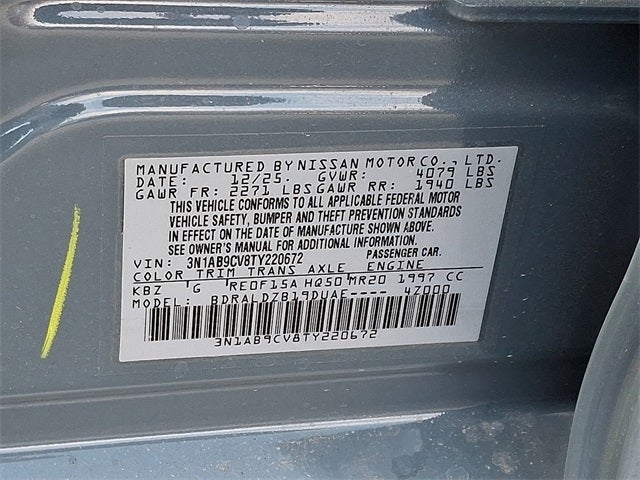 MANUFACTURED BY NISSAN MOTOR CO., LTD.
DATE: 12/25. GVWR: 4079 LBS
GAWR FR: 2271 LBS GAWR RR: 1940 LBS
THIS VEHICLE CONFORMS TO ALL APPLICABLE FEDERAL MOTOR
VEHICLE SAFETY, BUMPER AND THEFT PREVENTION STANDARDS
IN EFFECT ON THE DATE OF MANUFACTURE SHOWN ABOVE.
SEE OWNER'S MANUAL FOR ADDITIONAL INFORMATION.
VIN: 3N1AB9CV8TY220672 PASSENGER CAR.
COLOR TRIM TRANS AXLE ENGINE
KBZ G RE0F15A HQ50 MR20 1997 CC
MODEL: BDRALDZB19DUAE---- 4Z000
3N1AB9CV8TY220672